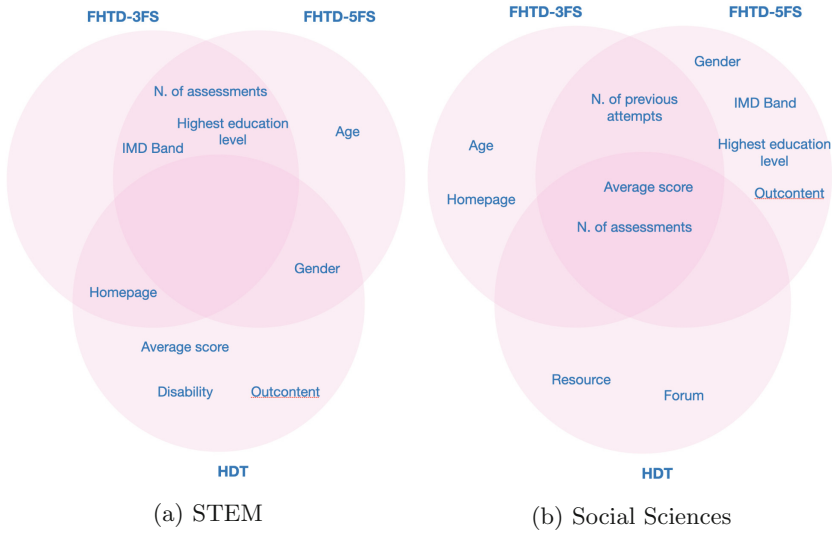 FHTD-3FS
FHTD-5FS
N. of assessments
Highest education
level
IMD Band
Age
Gender
Homepage
Average score
Disability
Outcontent
HDT
(a) STEM
FHTD-3FS
FHTD-5FS
Gender
N. of previous
attempts
IMD Band
Age
Highest education
level
Average score
Outcontent
Homepage
N. of assessments
Resource
Forum
HDT
(b) Social Sciences